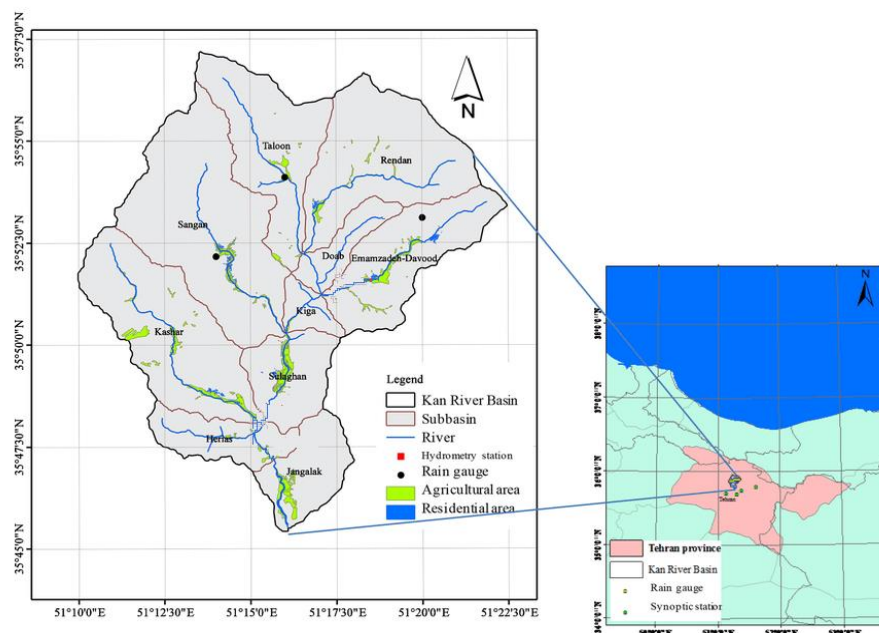 35°57'30"N
35°55'0"N
35°52'30"N
35°50'0"N
35°47'30"N
35°45'0"N
N
Taloon
Rendan
Sangan
Doab
Emamzadeh-Davood
Kiga
Kashar
Sulaghan
Herias
Jangalak
Legend
Kan River Basin
Subbasin
River
Hydrometry station
Rain gauge
Agricultural area
Residential area
51°10'0"E
51°12'30"E
51°15'0"E
51°17'30"E
51°20'0"E
51°22'30"E
N
Tehran
Tehran province
Kan River Basin
Rain gauge
Synoptic station